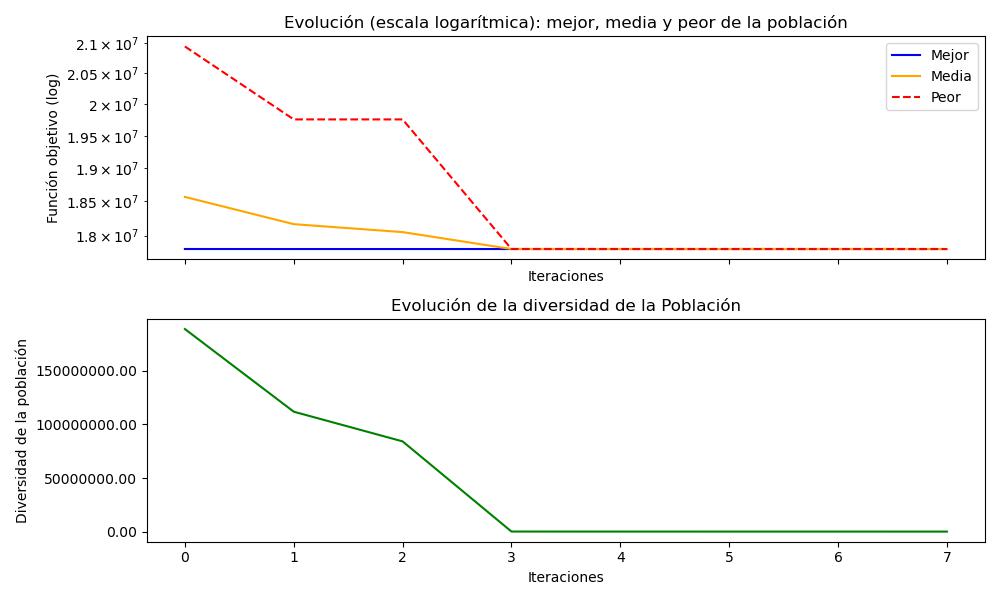 Evolución (escala logarítmica): mejor, media y peor de la población
Función objetivo (log)
2.1 × 10⁷
2.05 × 10⁷
2 × 10⁷
1.95 × 10⁷
1.9 × 10⁷
1.85 × 10⁷
1.8 × 10⁷
Mejor
Media
Peor
Iteraciones
Evolución de la diversidad de la Población
Diversidad de la población
150000000.00
100000000.00
50000000.00
0.00
0 1 2 3 4 5 6 7
Iteraciones